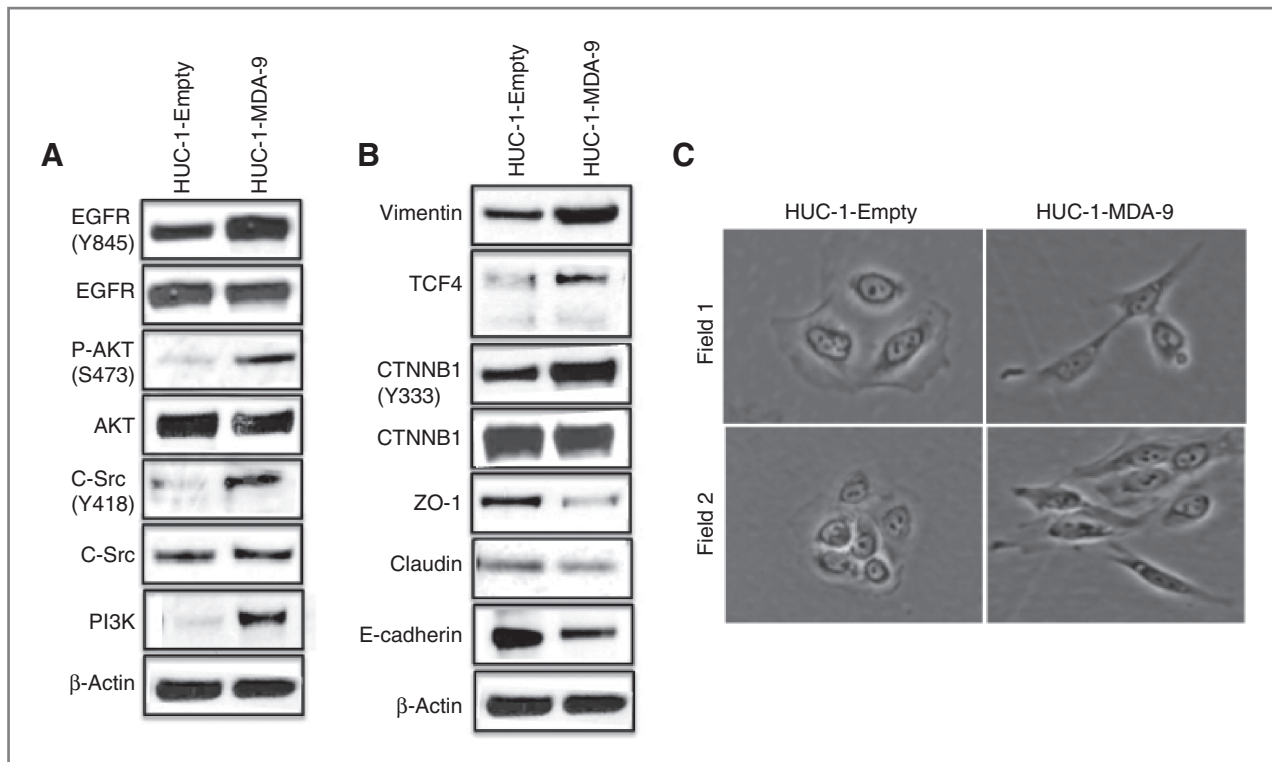 A
HUC-1-Empty
HUC-1-MDA-9
EGFR
(Y845)
EGFR
P-AKT
(S473)
AKT
C-Src
(Y418)
C-Src
PI3K
β-Actin
B
HUC-1-Empty
HUC-1-MDA-9
Vimentin
TCF4
CTNNB1
(Y333)
CTNNB1
ZO-1
Claudin
E-cadherin
β-Actin
C
HUC-1-Empty
HUC-1-MDA-9
Field 1
Field 2